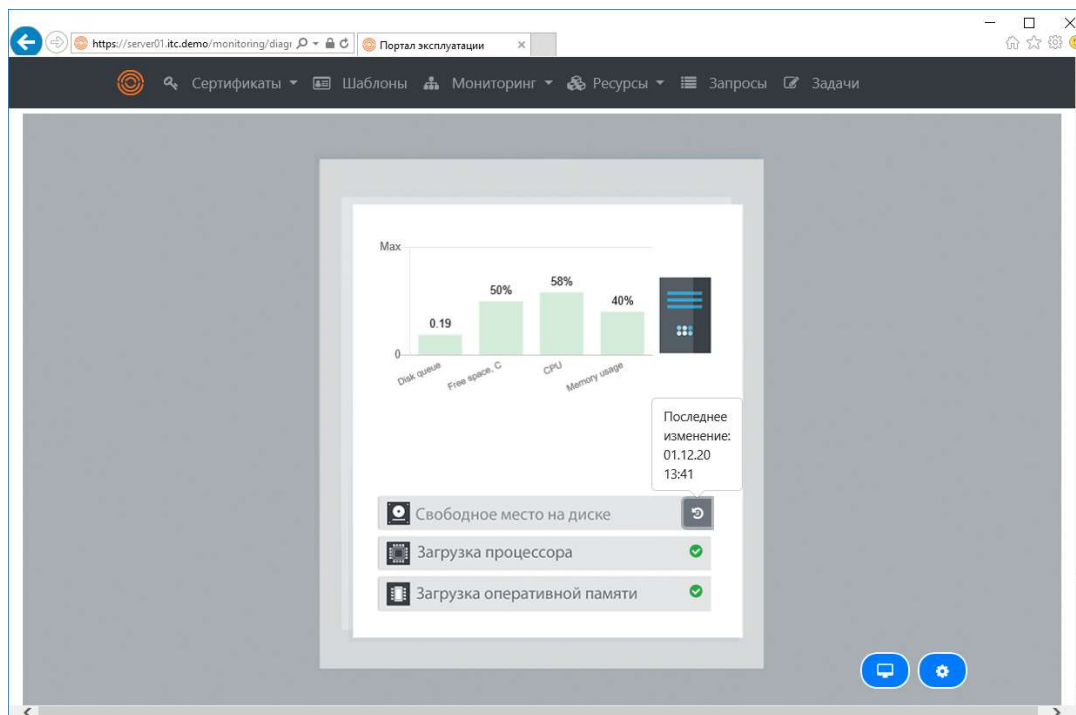 https://server01.itc.demo/monitoring/diagr
Портал эксплуатации
Сертификаты Шаблоны Мониторинг Ресурсы Запросы Задачи
Max
58%
50%
40%
0.19
0
Disk queue
Free space, C
CPU
Memory usage
Последнее
изменение:
01.12.20
13:41
Свободное место на диске
Загрузка процессора
Загрузка оперативной памяти